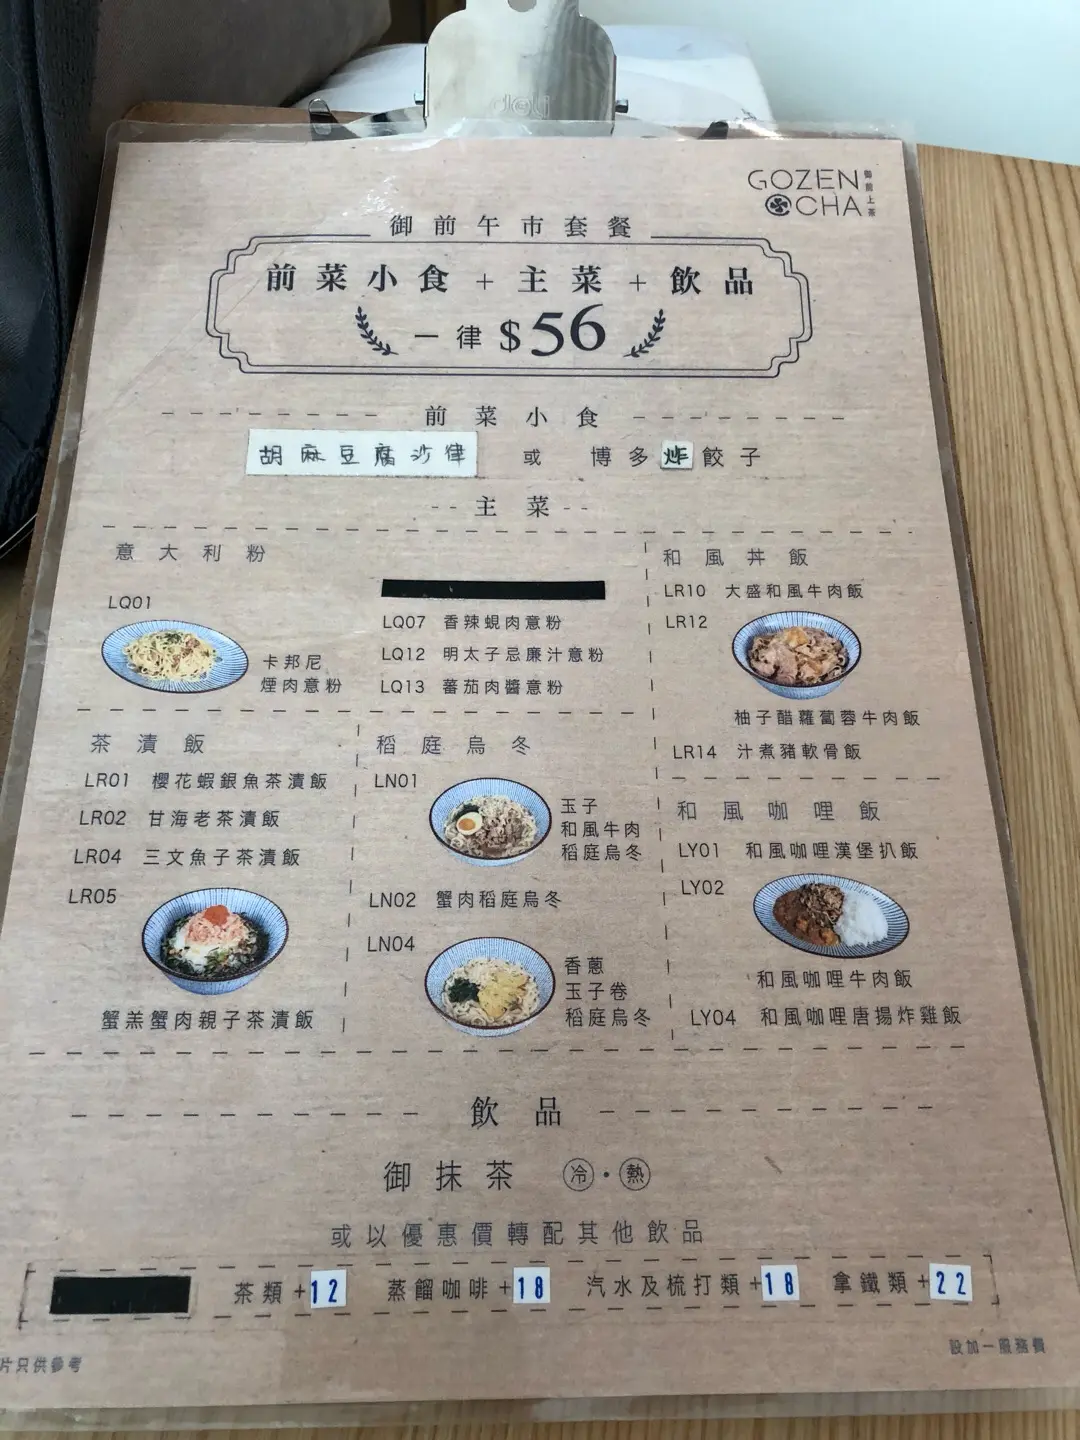 deli
GOZEN
CHA
御前上茶
御前午市套餐
前菜小食 + 主菜 + 飲品
一律 $56
前菜小食
胡麻豆腐沙律 或 博多炸餃子
主菜
意大利粉
LQ01
卡邦尼
煙肉意粉
LQ07 香辣蜆肉意粉
LQ12 明太子忌廉汁意粉
LQ13 蕃茄肉醬意粉
和風丼飯
LR10 大盛和風牛肉飯
LR12
柚子醋蘿蔔蓉牛肉飯
LR14 汁煮豬軟骨飯
茶漬飯
LR01 櫻花蝦銀魚茶漬飯
LR02 甘海老茶漬飯
LR04 三文魚子茶漬飯
LR05
蟹羔蟹肉親子茶漬飯
稻庭烏冬
LN01
玉子
和風牛肉
稻庭烏冬
LN02 蟹肉稻庭烏冬
LN04
香蔥
玉子卷
稻庭烏冬
和風咖哩飯
LY01 和風咖哩漢堡扒飯
LY02
和風咖哩牛肉飯
LY04 和風咖哩唐揚炸雞飯
飲品
御抹茶 冷・熱
或以優惠價轉配其他飲品
茶類+12 蒸餾咖啡+18 汽水及梳打類+18 拿鐵類+22
片只供參考
設加一服務費